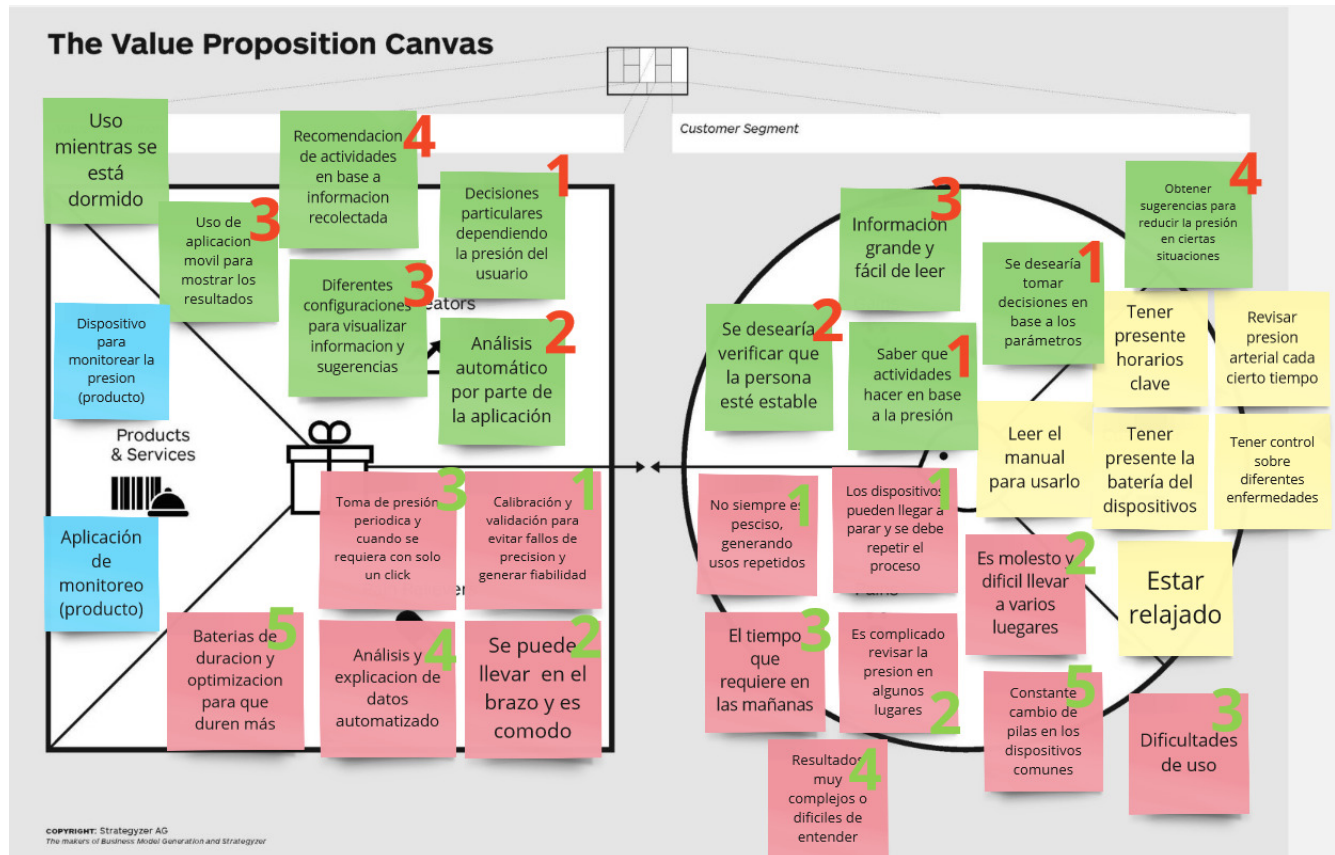 The Value Proposition Canvas
Customer Segment
Uso
mientras se
está
dormido
Recomendacion
de actividades
en base a
informacion
recolectada
4
Decisiones
particulares
dependiendo
la presión del
usuario
1
Uso de
aplicacion
movil para
mostrar los
resultados
3
Diferentes
configuraciones
para visualizar
informacion y
sugerencias
3
eators
Análisis
automático
por parte de
la aplicación
2
Dispositivo
para
monitorear la
presion
(producto)
Products
& Services
Aplicación
de
monitoreo
(producto)
Toma de presión
periodica y
cuando se
requiera con solo
un click
3
Calibración y
validación para
evitar fallos de
precision y
generar fiabilidad
1
Baterias de
duracion y
optimizacion
para que
duren más
5
Análisis y
explicacion de
datos
automatizado
4
Se puede
llevar en el
brazo y es
comodo
2
Información
grande y
fácil de leer
3
Obtener
sugerencias para
reducir la presión
en ciertas
situaciones
4
Se desearía
tomar
decisiones en
base a los
parámetros
1
Se desearía
verificar que
la persona
esté estable
2
Saber que
actividades
hacer en base
a la presión
1
Tener
presente
horarios
clave
Revisar
presion
arterial cada
cierto tiempo
Leer el
manual
para usarlo
Tener
presente la
batería del
dispositivos
Tener control
sobre
diferentes
enfermedades
Estar
relajado
No siempre es
pesciso,
generando
usos repetidos
1
Los dispositivos
pueden llegar a
parar y se debe
repetir el
proceso
1
Es molesto y
dificil llevar
a varios
luegares
2
El tiempo
que
requiere en
las mañanas
3
Es complicado
revisar la
presion en
algunos
lugares
2
Constante
cambio de
pilas en los
dispositivos
comunes
5
Dificultades
de uso
3
Resultados
muy
complejos o
dificiles de
entender
4
COPYRIGHT: Strategyzer AG
The makers of Business Model Generation and Strategyzer